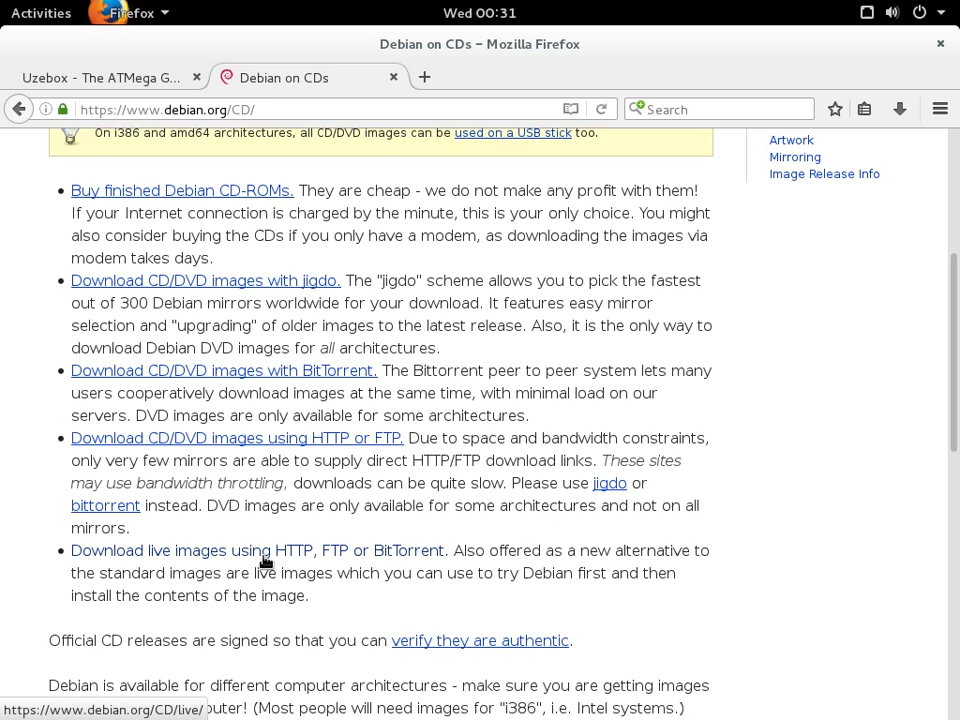 Activities Firefox Wed 00:31
Debian on CDs - Mozilla Firefox
Uzebox - The ATMega G... Debian on CDs
https://www.debian.org/CD/ Search
On i386 and amd64 architectures, all CD/DVD images can be used on a USB stick too.
Artwork
Mirroring
Image Release Info
• Buy finished Debian CD-ROMs. They are cheap - we do not make any profit with them!
If your Internet connection is charged by the minute, this is your only choice. You might
also consider buying the CDs if you only have a modem, as downloading the images via
modem takes days.
• Download CD/DVD images with jigdo. The "jigdo" scheme allows you to pick the fastest
out of 300 Debian mirrors worldwide for your download. It features easy mirror
selection and "upgrading" of older images to the latest release. Also, it is the only way to
download Debian DVD images for all architectures.
• Download CD/DVD images with BitTorrent. The Bittorrent peer to peer system lets many
users cooperatively download images at the same time, with minimal load on our
servers. DVD images are only available for some architectures.
• Download CD/DVD images using HTTP or FTP. Due to space and bandwidth constraints,
only very few mirrors are able to supply direct HTTP/FTP download links. These sites
may use bandwidth throttling, downloads can be quite slow. Please use jigdo or
bittorrent instead. DVD images are only available for some architectures and not on all
mirrors.
• Download live images using HTTP, FTP or BitTorrent. Also offered as a new alternative to
the standard images are live images which you can use to try Debian first and then
install the contents of the image.
Official CD releases are signed so that you can verify they are authentic.
Debian is available for different computer architectures - make sure you are getting images
https://www.debian.org/CD/live/ puter! (Most people will need images for "i386", i.e. Intel systems.)